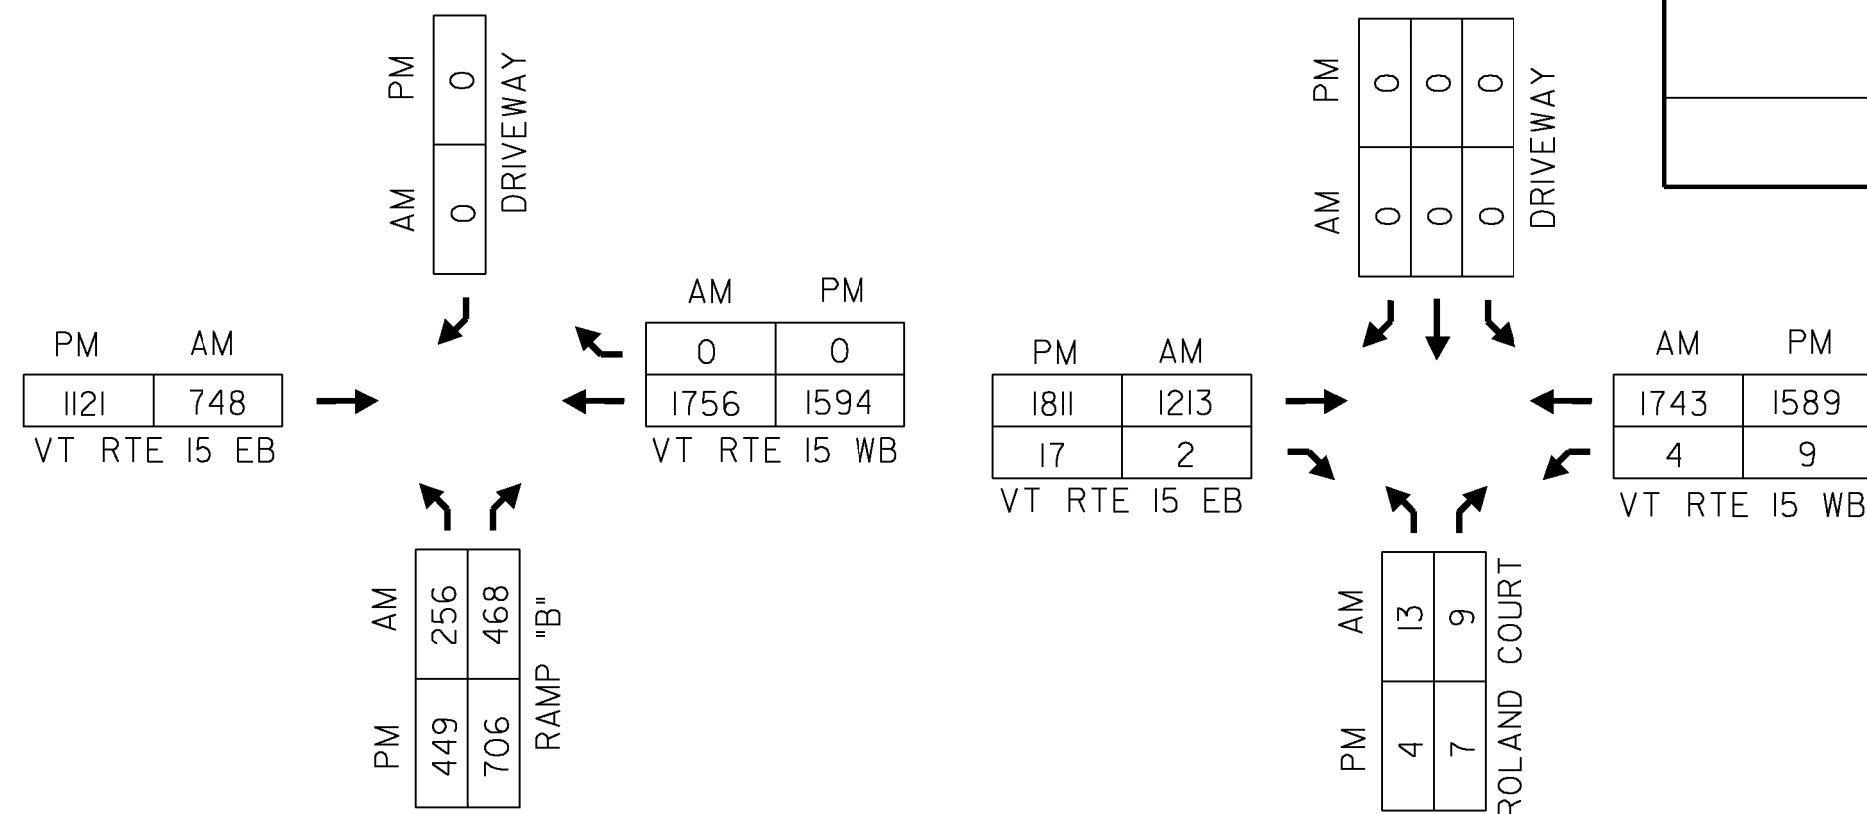 PM 0
AM 0
DRIVEWAY
AM PM
0 0
1756 1594
VT RTE 15 WB
PM AM
1121 748
VT RTE 15 EB
AM 256 468
PM 449 706
RAMP "B"
PM 0 0 0
AM 0 0 0
DRIVEWAY
PM AM
1811 1213
17 2
VT RTE 15 EB
AM PM
1743 1589
4 9
VT RTE 15 WB
AM 13 9
PM 4 7
ROLAND COURT